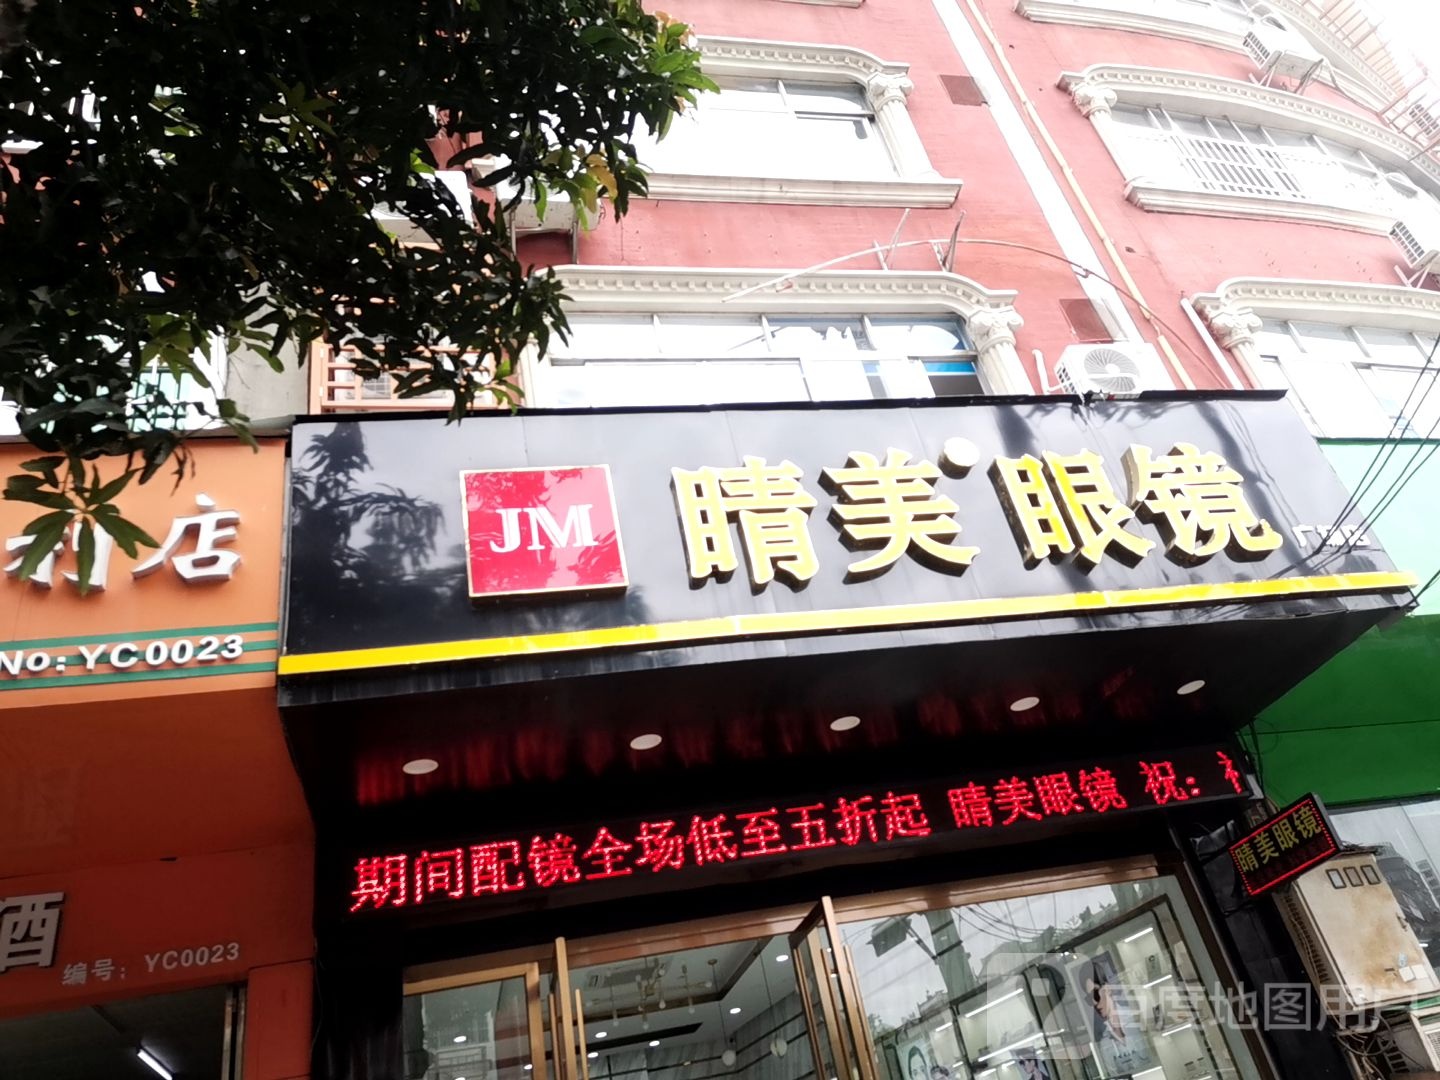 JM 晴美眼镜
利店
No: YC0023
期间配镜全场低至五折起 睛美眼镜 祝：
睛美眼镜
酒
编号：YC0023
百度地图用户